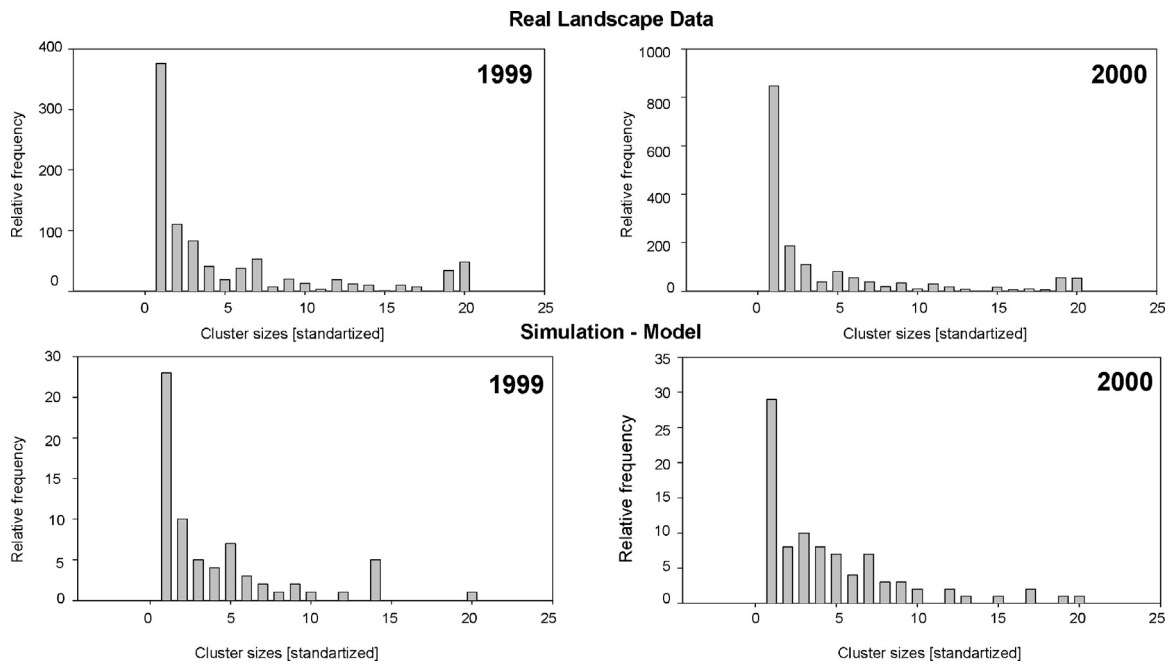 Real Landscape Data
1999
Relative frequency
400
300
200
100
0
0 5 10 15 20 25
Cluster sizes [standartized]
2000
Relative frequency
1000
800
600
400
200
0
0 5 10 15 20 25
Cluster sizes [standartized]
Simulation - Model
1999
Relative frequency
30
20
20
15
10
5
0
0 5 10 15 20 25
Cluster sizes [standartized]
2000
Relative frequency
35
30
25
30
15
10
5
0
0 5 10 15 20 25
Cluster sizes [standartized]